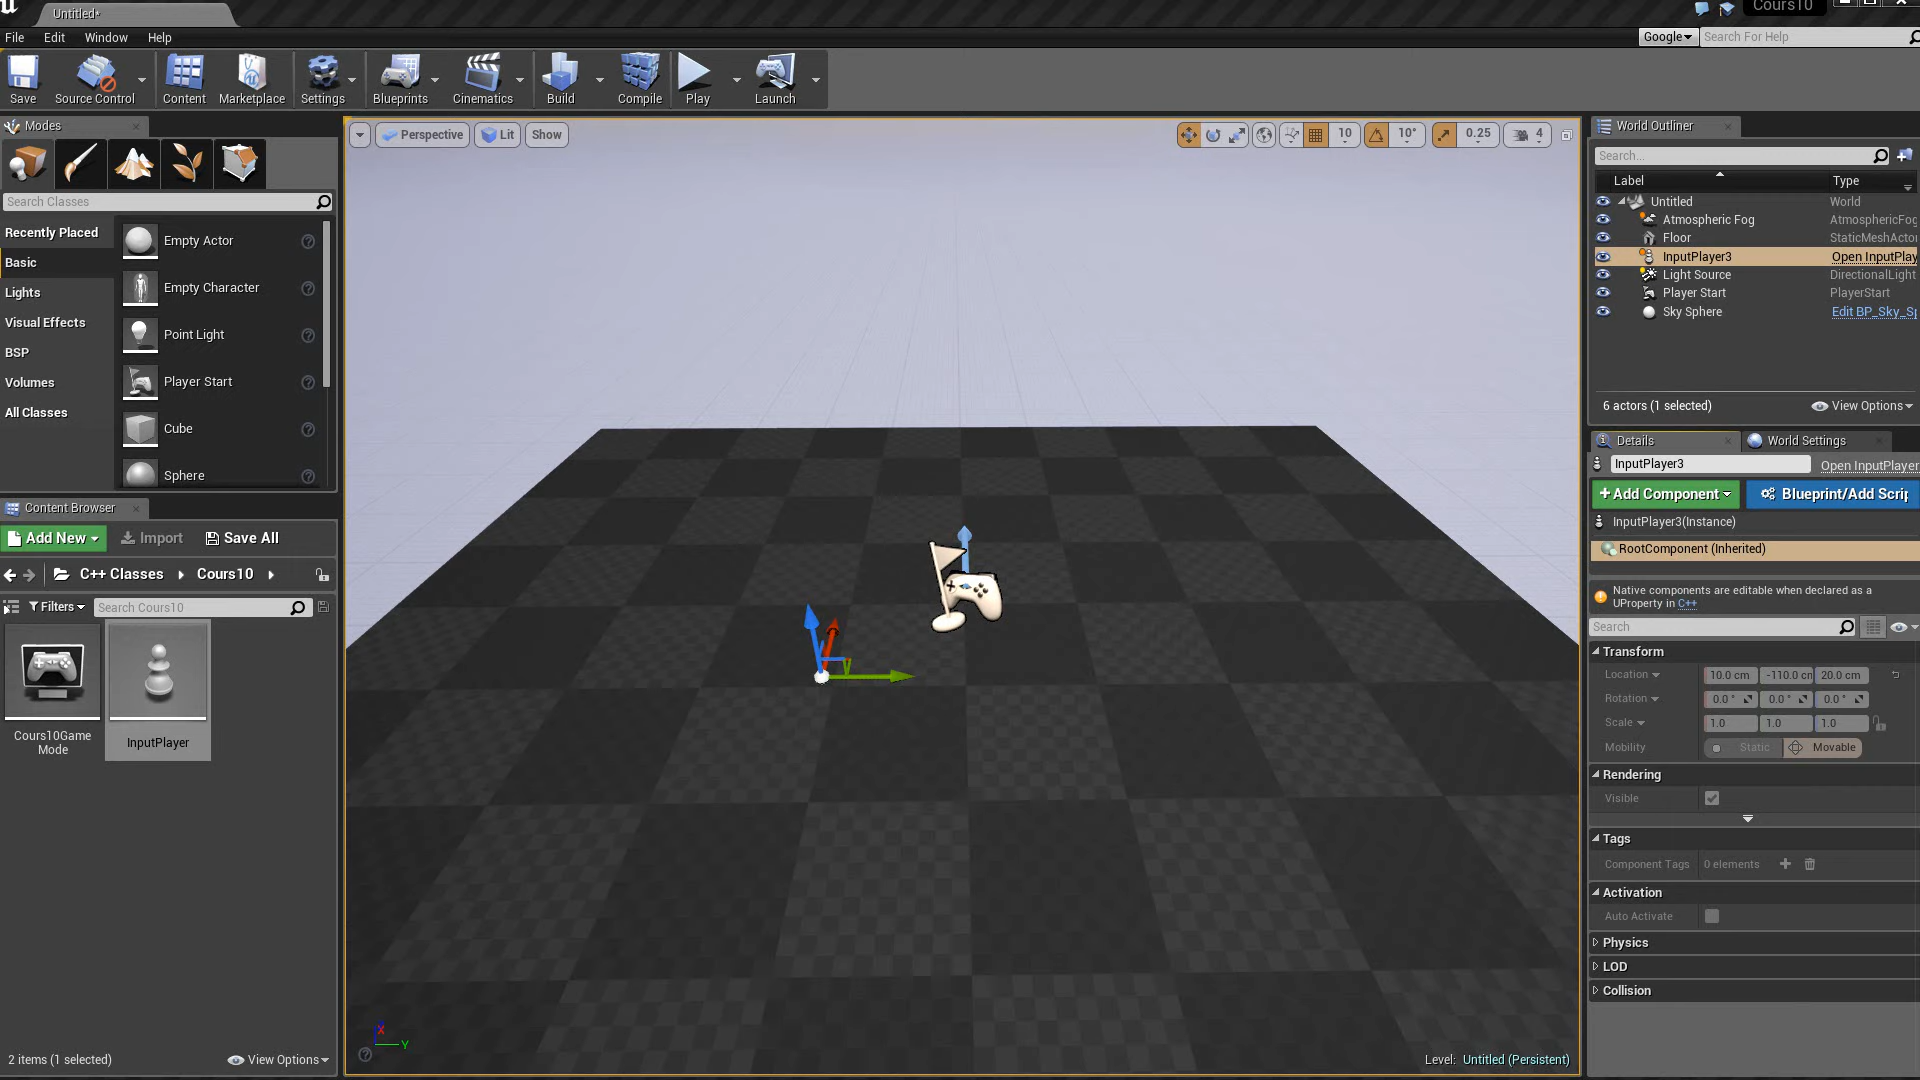 Untitled*
Cours10
File Edit Window Help
Google Search For Help
Save Source Control Content Marketplace Settings Blueprints Cinematics Build Compile Play Launch
Modes
Search Classes
Recently Placed
Basic
Lights
Visual Effects
BSP
Volumes
All Classes
Empty Actor
Empty Character
Point Light
Player Start
Cube
Sphere
Content Browser
Add New Import Save All
C++ Classes Cours10
Filters Search Cours10
Cours10Game
Mode
InputPlayer
2 items (1 selected) View Options
Perspective Lit Show
10 10° 0.25 4
X
Y
Level: Untitled (Persistent)
World Outliner
Search...
Label Type
Untitled World
Atmospheric Fog AtmosphericFog
Floor StaticMeshActo
InputPlayer3 Open InputPlay
Light Source DirectionalLight
Player Start PlayerStart
Sky Sphere Edit BP_Sky_Sp
6 actors (1 selected) View Options
Details World Settings
InputPlayer3 Open InputPlayer
+Add Component Blueprint/Add Scrip
InputPlayer3(Instance)
RootComponent (Inherited)
Native components are editable when declared as a
UProperty in C++
Search
Transform
Location 10.0 cm -110.0 cm 20.0 cm
Rotation 0.0 ° 0.0 ° 0.0 °
Scale 1.0 1.0 1.0
Mobility Static Movable
Rendering
Visible
Tags
Component Tags 0 elements
Activation
Auto Activate
Physics
LOD
Collision